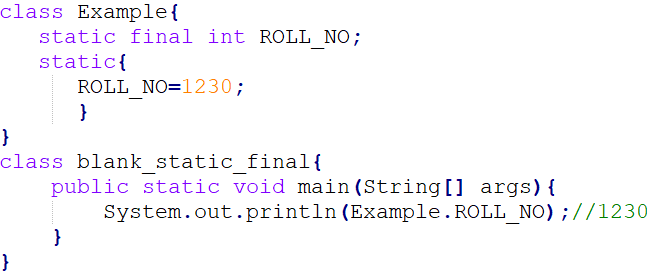 class Example{
   static final int ROLL_NO;
   static{
      ROLL_NO=1230;
      }
}
class blank_static_final{
    public static void main(String[] args){
        System.out.println(Example.ROLL_NO);//1230
    }
}